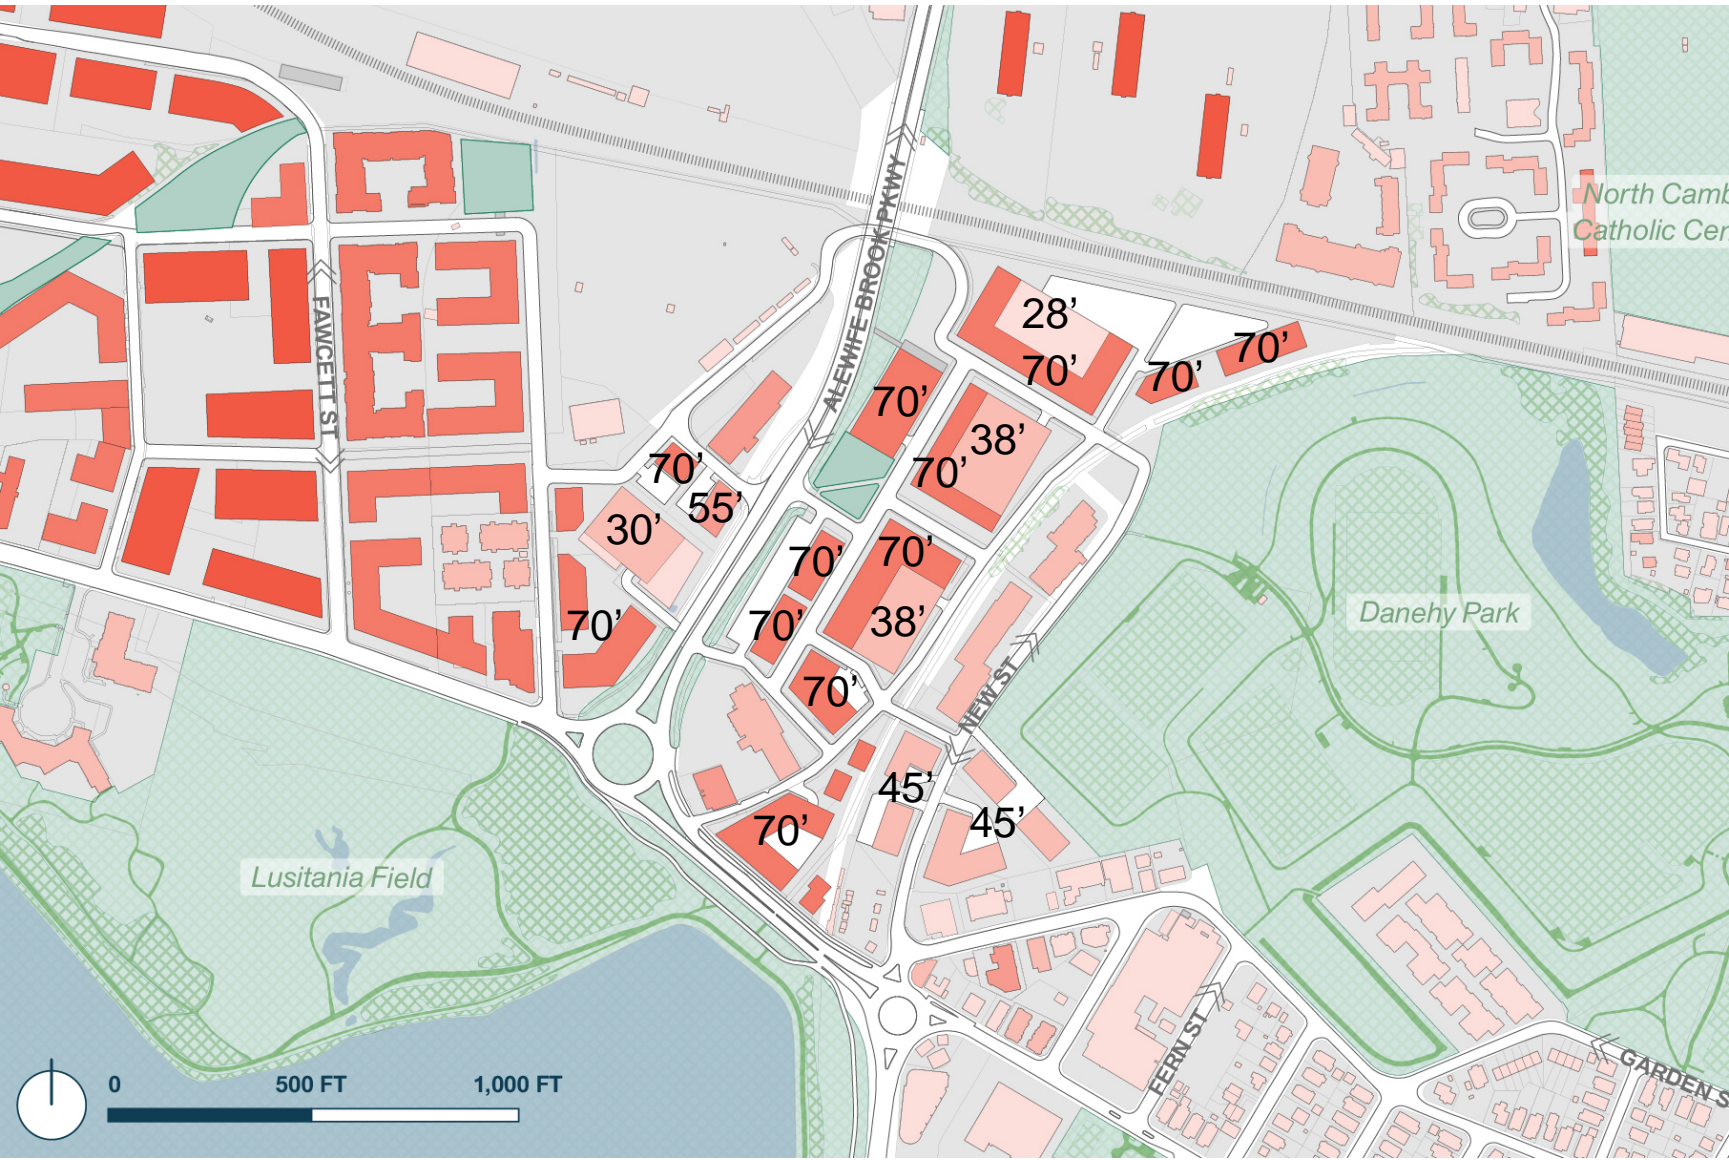 North Camb
Catholic Cen
ALEWIFE BROOK PKWY
FAWCETT ST
28’
70’
70’
70’
70’
38’
70’
70’
55’
30’
70’
70’
70’
38’
70’
70’
70’
Danehy Park
NEW ST
45’
45’
70’
Lusitania Field
FERN ST
GARDEN S
0 500 FT 1,000 FT